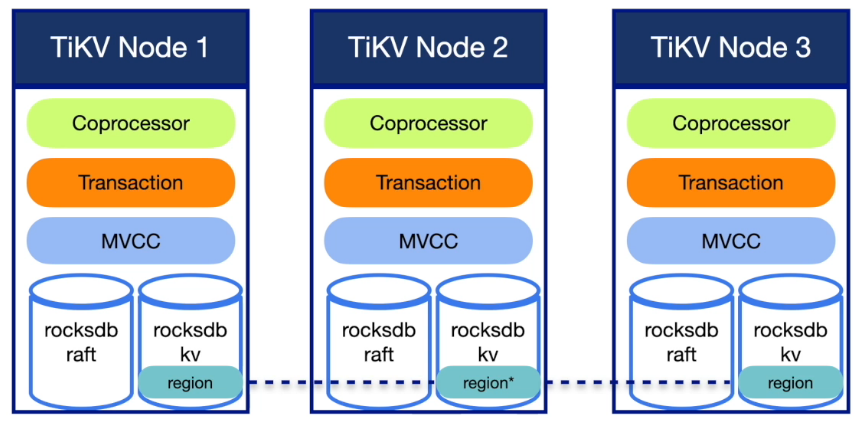 TiKV Node 1
Coprocessor
Transaction
MVCC
rocksdb
raft
rocksdb
kv
region
TiKV Node 2
Coprocessor
Transaction
MVCC
rocksdb
raft
rocksdb
kv
region*
TiKV Node 3
Coprocessor
Transaction
MVCC
rocksdb
raft
rocksdb
kv
region